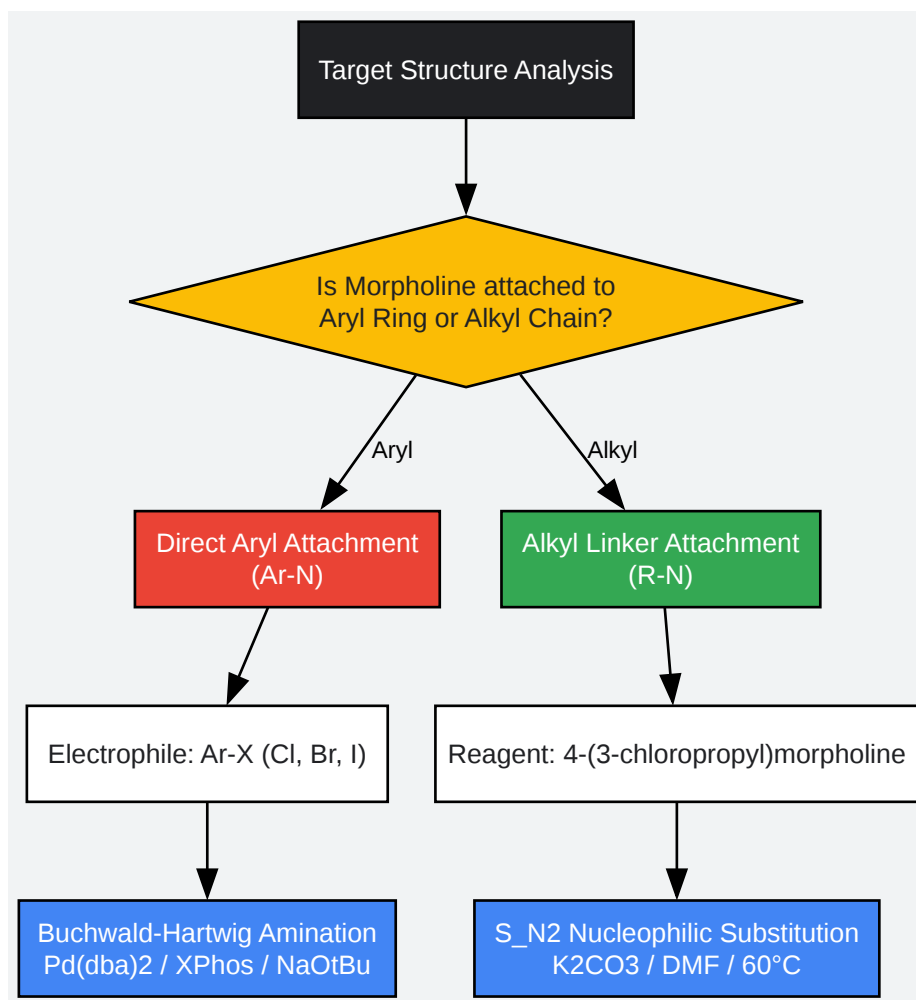 Target Structure Analysis
Is Morpholine attached to
Aryl Ring or Alkyl Chain?
Aryl
Alkyl
Direct Aryl Attachment
(Ar-N)
Alkyl Linker Attachment
(R-N)
Electrophile: Ar-X (Cl, Br, I)
Reagent: 4-(3-chloropropyl)morpholine
Buchwald-Hartwig Amination
Pd(dba)2 / XPhos / NaOtBu
S_N2 Nucleophilic Substitution
K2CO3 / DMF / 60°C